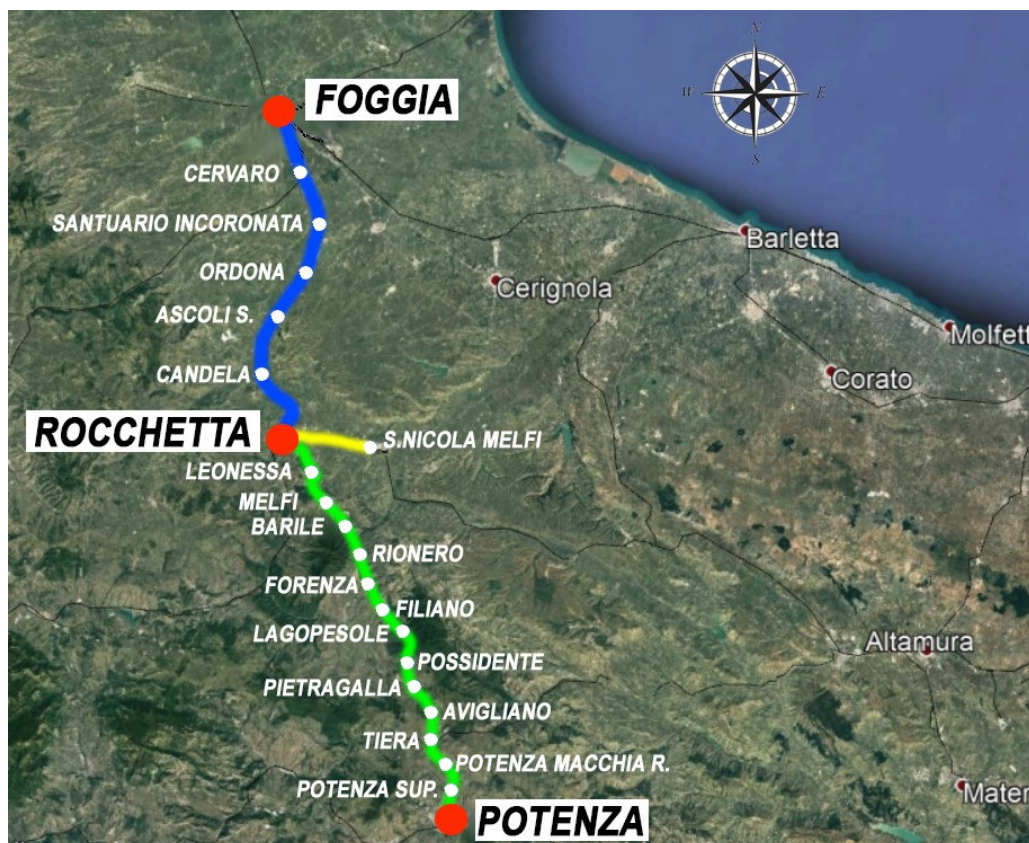 N
FOGGIA
W
E
S
CERVARO
SANTUARIO INCORONATA
Barletta
ORDONA
Cerignola
ASCOLI S.
Molfett
CANDELA
Corato
ROCCHETTA
S.NICOLA MELFI
LEONESSA
MELFI
BARILE
RIONERO
FORENZA
FILIANO
LAGOPESOLE
Altamura
POSSIDENTE
PIETRAGALLA
AVIGLIANO
TIERA
POTENZA MACCHIA R.
POTENZA SUP.
Mater
POTENZA